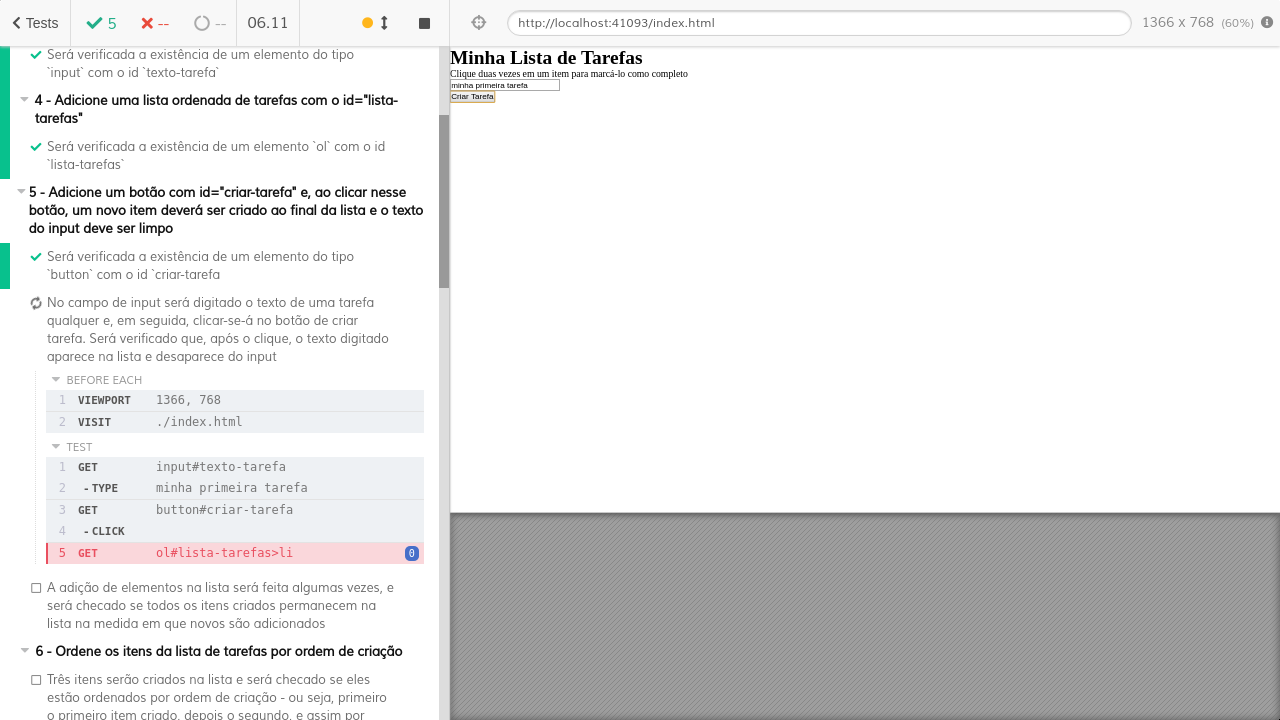 Tests 5 -- -- 06.11
Será verificada a existência de um elemento do tipo
`input` com o id `texto-tarefa`
4 - Adicione uma lista ordenada de tarefas com o id="lista-
tarefas"
Será verificada a existência de um elemento `ol` com o id
`lista-tarefas`
5 - Adicione um botão com id="criar-tarefa" e, ao clicar nesse
botão, um novo item deverá ser criado ao final da lista e o texto
do input deve ser limpo
Será verificada a existência de um elemento do tipo
`button` com o id `criar-tarefa
No campo de input será digitado o texto de uma tarefa
qualquer e, em seguida, clicar-se-á no botão de criar
tarefa. Será verificado que, após o clique, o texto digitado
aparece na lista e desaparece do input
BEFORE EACH
1 VIEWPORT 1366, 768
2 VISIT ./index.html
TEST
1 GET input#texto-tarefa
2 -TYPE minha primeira tarefa
3 GET button#criar-tarefa
4 -CLICK
5 GET ol#lista-tarefas>li 0
A adição de elementos na lista será feita algumas vezes, e
será checado se todos os itens criados permanecem na
lista na medida em que novos são adicionados
6 - Ordene os itens da lista de tarefas por ordem de criação
Três itens serão criados na lista e será checado se eles
estão ordenados por ordem de criação - ou seja, primeiro
o primeiro item criado, depois o segundo, e assim por
http://localhost:41093/index.html 1366 x 768 (60%)
Minha Lista de Tarefas
Clique duas vezes em um item para marcá-lo como completo
minha primeira tarefa
Criar Tarefa